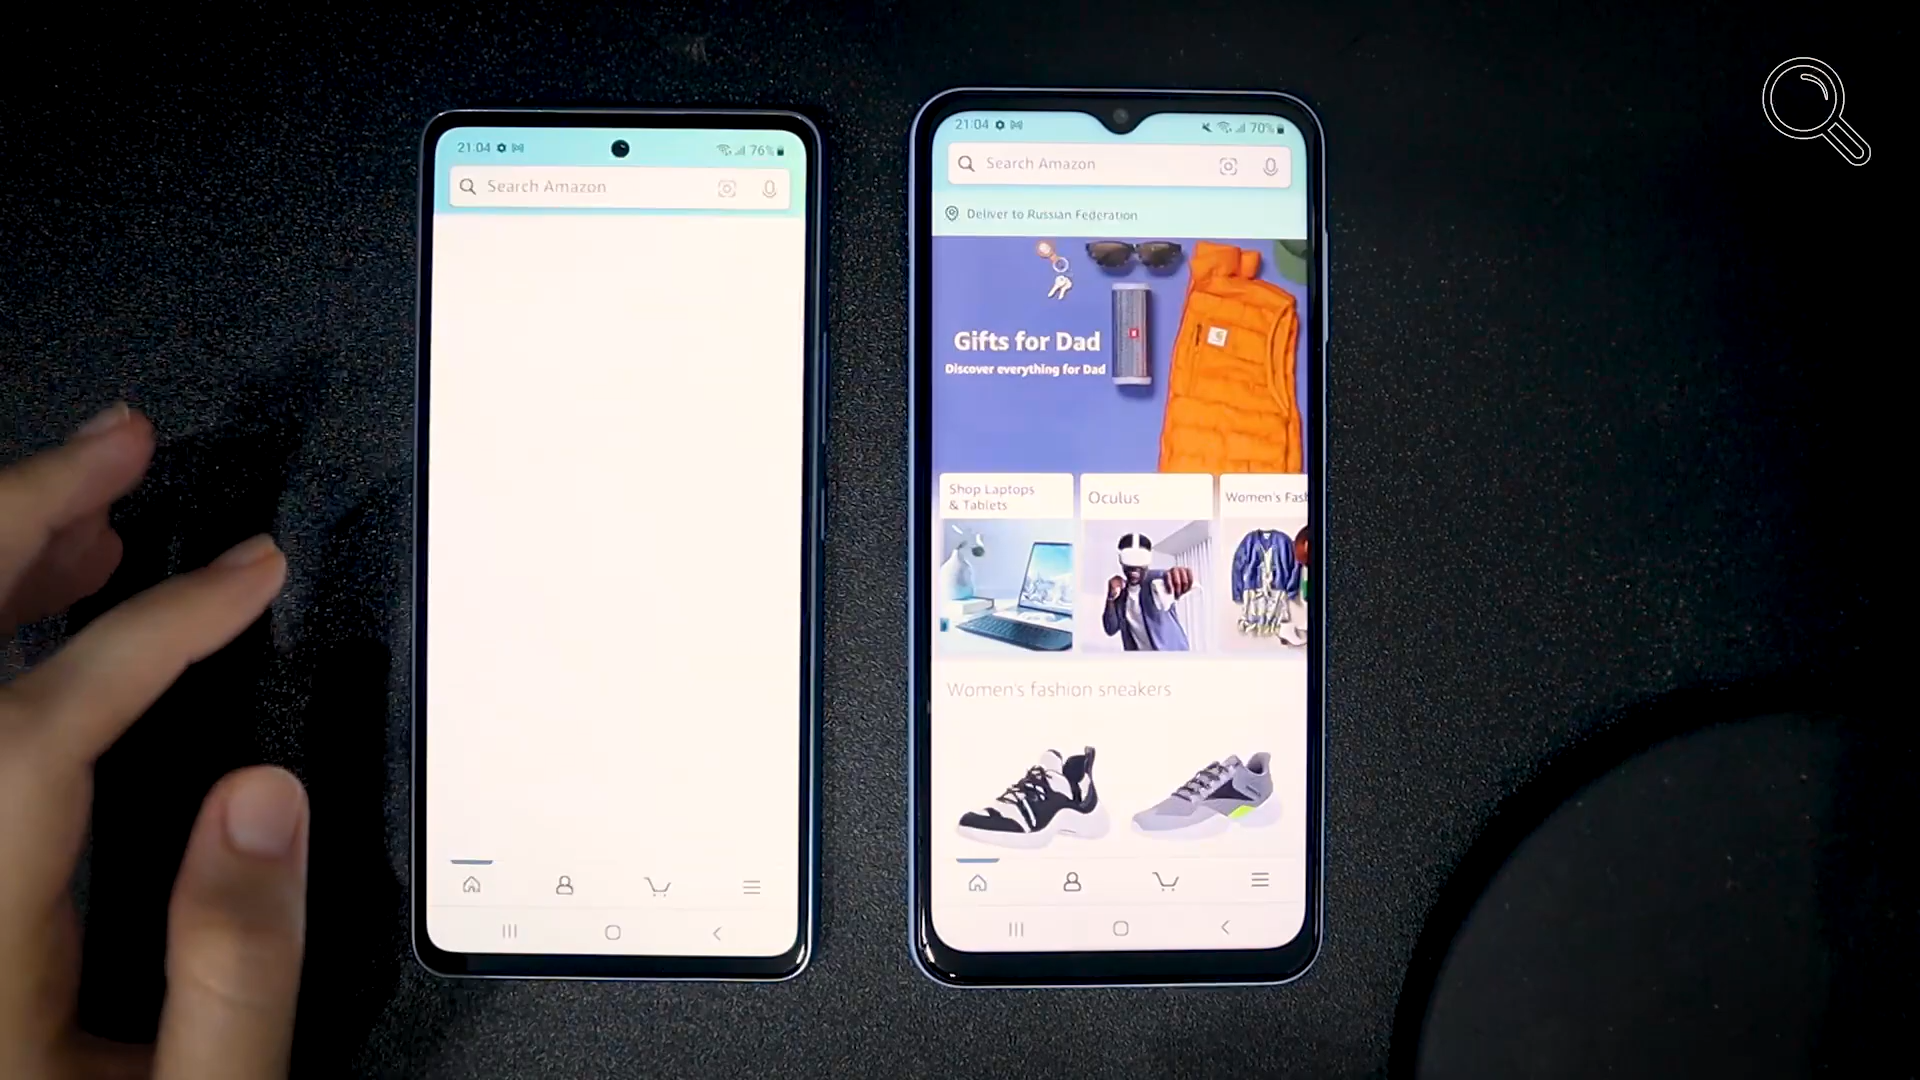 21:04
76%
Search Amazon
21:04
70%
Search Amazon
Deliver to Russian Federation
Gifts for Dad
Discover everything for Dad
Shop Laptops
& Tablets
Oculus
Women's Fash
Women's fashion sneakers